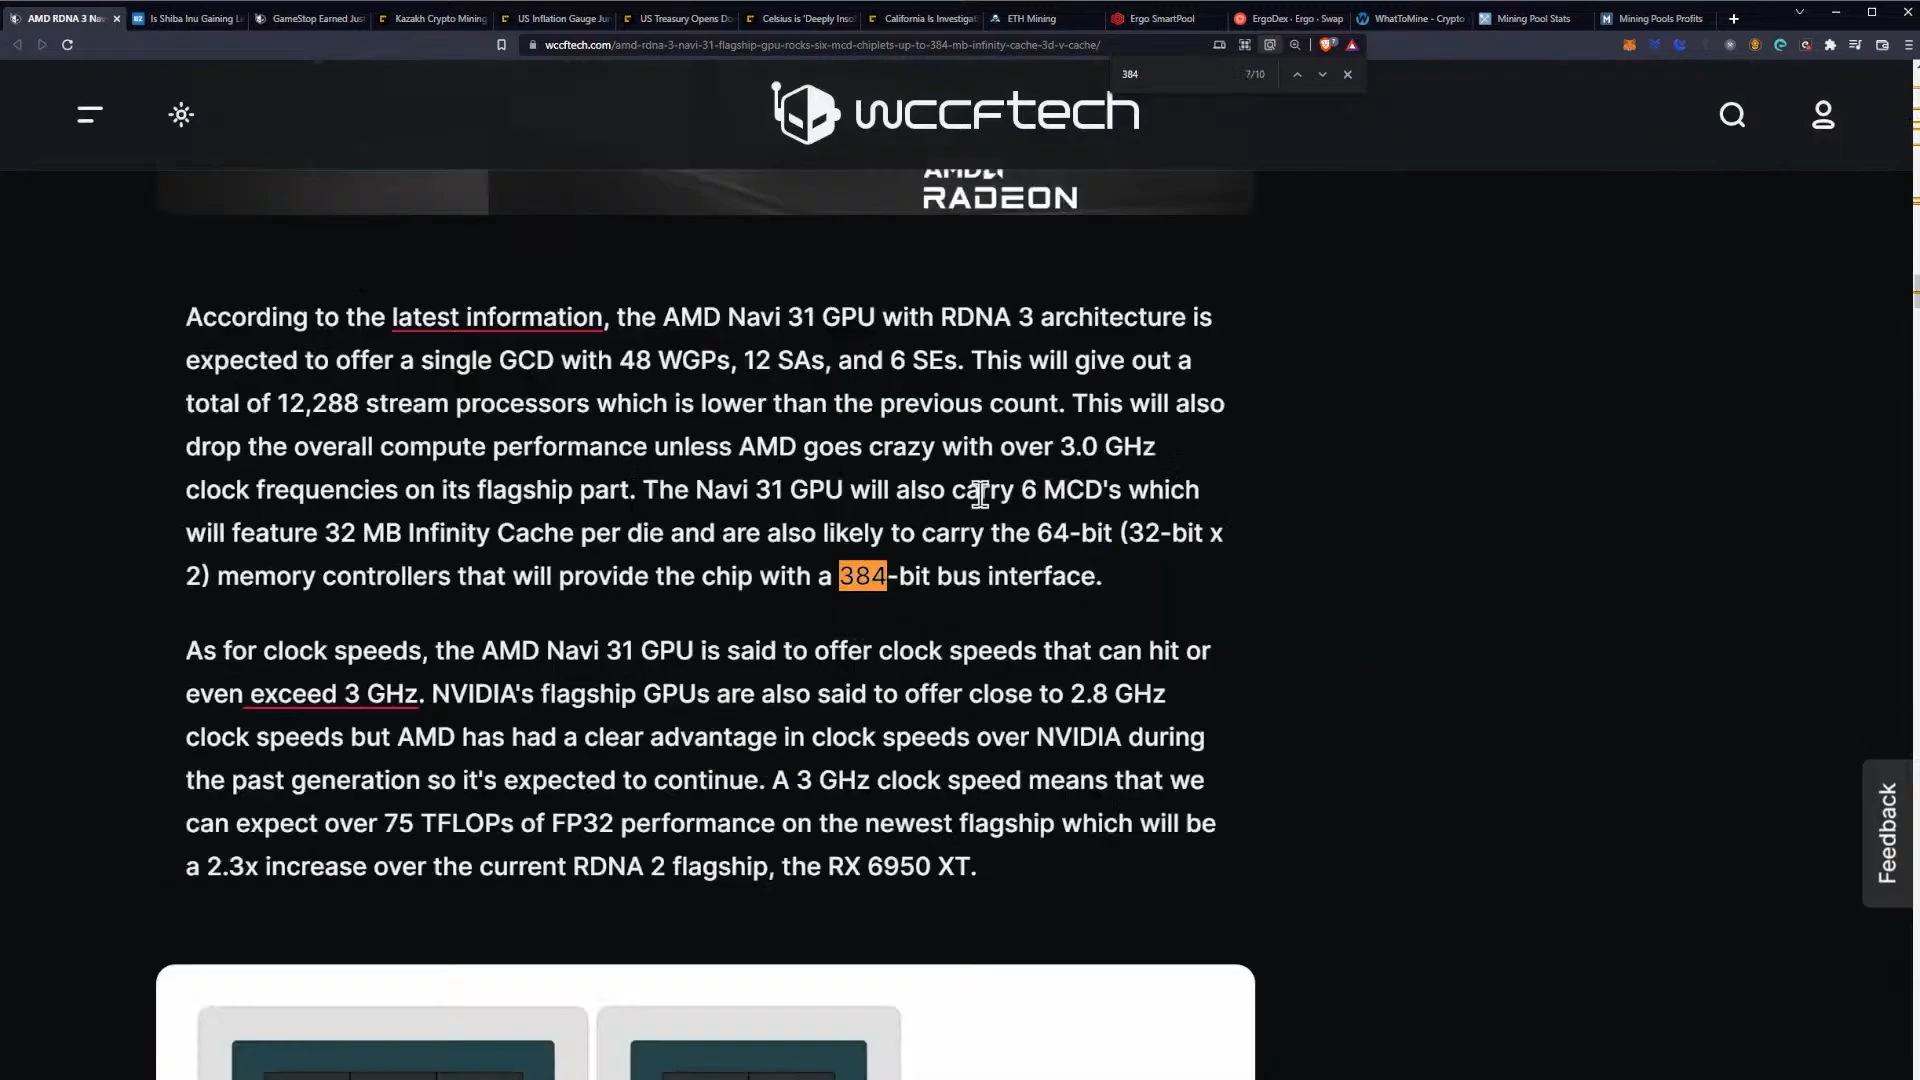 AMD RDNA 3 Nav
Is Shiba Inu Gaining Le
GameStop Earned Just
Kazakh Crypto Mining
US Inflation Gauge Jum
US Treasury Opens Do
Celsius is 'Deeply Insol
California Is Investigat
ETH Mining
Ergo SmartPool
ErgoDex · Ergo · Swap
WhatToMine - Crypto
Mining Pool Stats
Mining Pools Profits
wccftech.com/amd-rdna-3-navi-31-flagship-gpu-rocks-six-mcd-chiplets-up-to-384-mb-infinity-cache-3d-v-cache/
384 7/10
wccftech
AMD
RADEON
According to the latest information, the AMD Navi 31 GPU with RDNA 3 architecture is
expected to offer a single GCD with 48 WGPs, 12 SAs, and 6 SEs. This will give out a
total of 12,288 stream processors which is lower than the previous count. This will also
drop the overall compute performance unless AMD goes crazy with over 3.0 GHz
clock frequencies on its flagship part. The Navi 31 GPU will also carry 6 MCD's which
will feature 32 MB Infinity Cache per die and are also likely to carry the 64-bit (32-bit x
2) memory controllers that will provide the chip with a 384-bit bus interface.
As for clock speeds, the AMD Navi 31 GPU is said to offer clock speeds that can hit or
even exceed 3 GHz. NVIDIA's flagship GPUs are also said to offer close to 2.8 GHz
clock speeds but AMD has had a clear advantage in clock speeds over NVIDIA during
the past generation so it's expected to continue. A 3 GHz clock speed means that we
can expect over 75 TFLOPs of FP32 performance on the newest flagship which will be
a 2.3x increase over the current RDNA 2 flagship, the RX 6950 XT.
Feedback